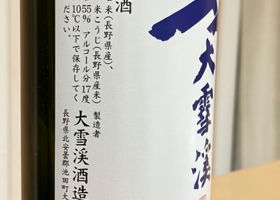 大雪渓
酒
米(長野県産)、
米こうじ(長野県産米)
55% アルコール分 17度
10℃以下で保存してく
ださい。
製造者
大雪渓酒造
長野県北安曇郡池田町大